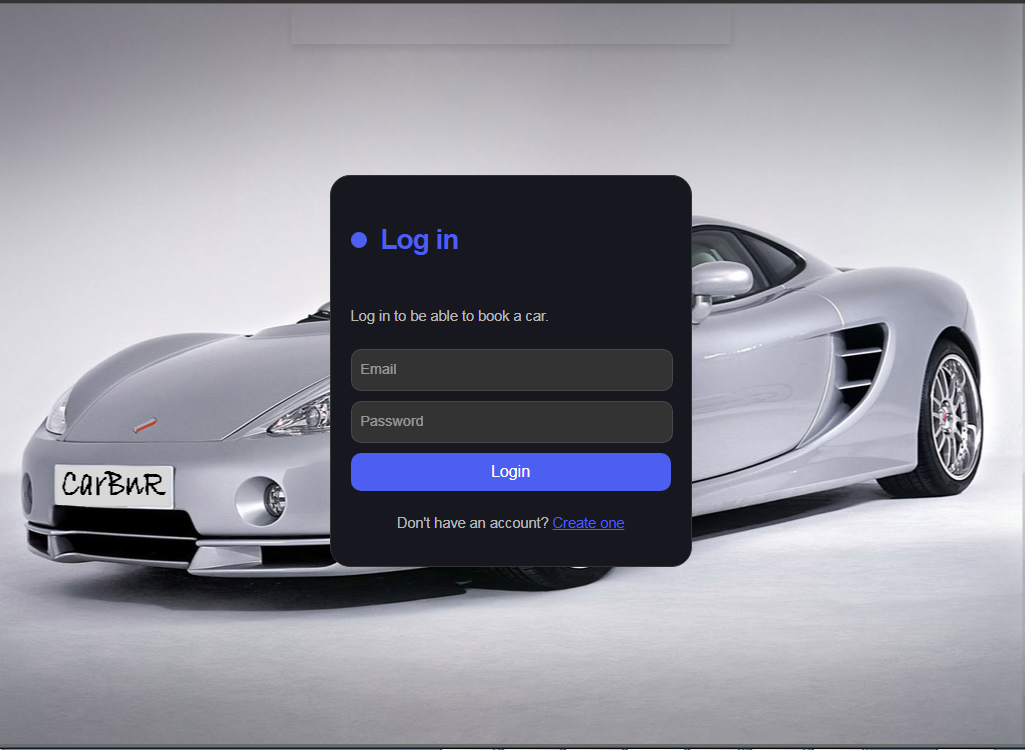 Log in
Log in to be able to book a car.
Email
Password
CarBnR
Login
Don't have an account? Create one